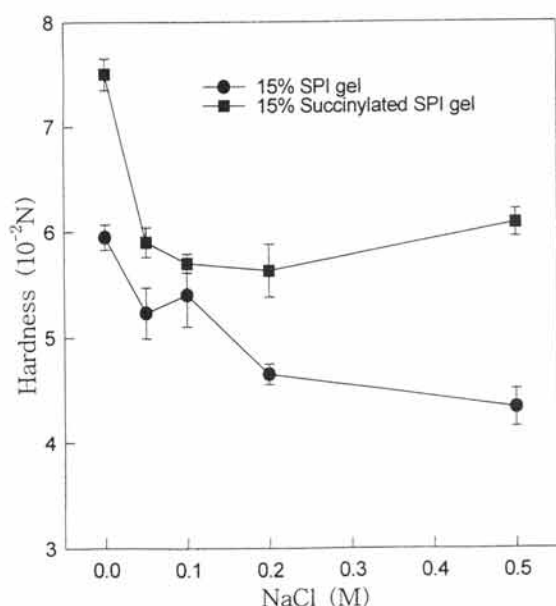 8
7
6
5
4
3
Hardness (10⁻²N)
15% SPI gel
15% Succinylated SPI gel
0.0 0.1 0.2 0.3 0.4 0.5
NaCl (M)